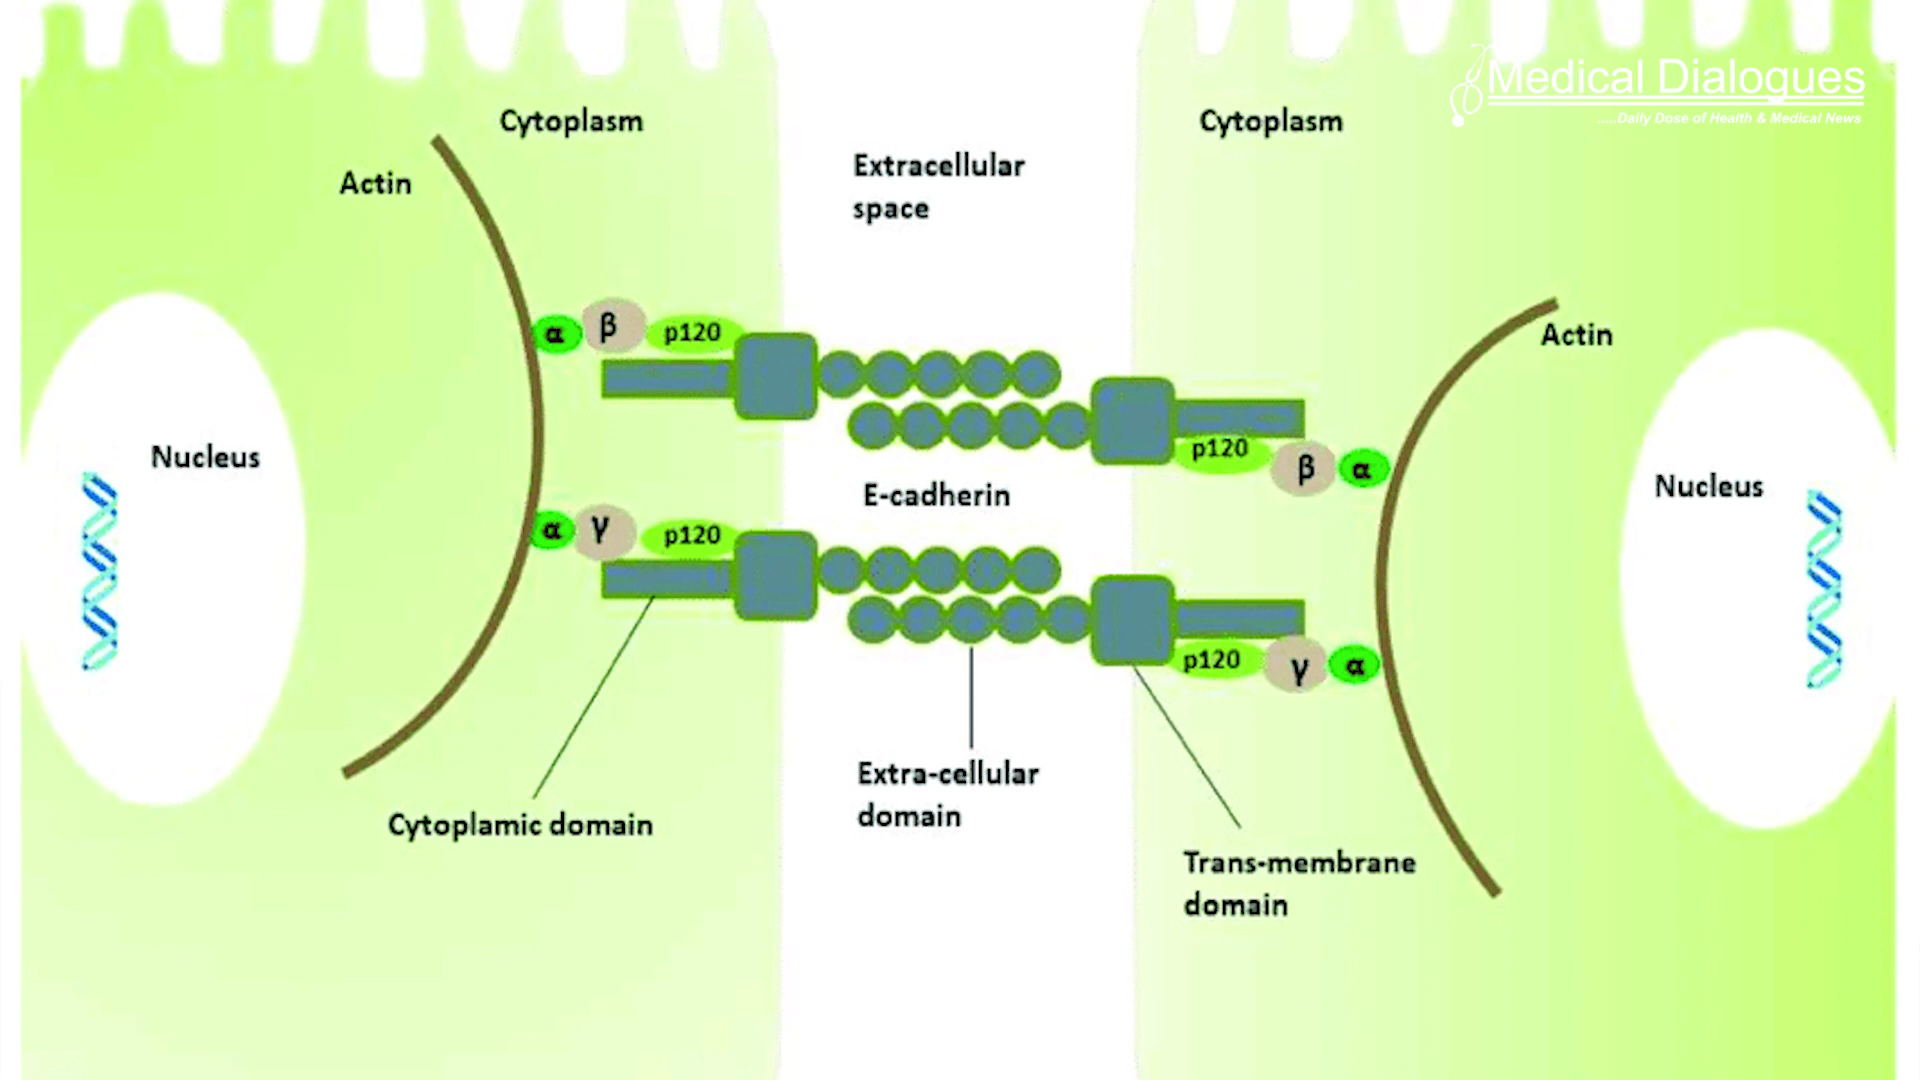 Medical Dialogues
.....Daily Dose of Health & Medical News
Cytoplasm
Cytoplasm
Extracellular
space
Actin
Actin
α β p120
p120 β α
Nucleus
Nucleus
E-cadherin
α γ p120
p120 γ α
Extra-cellular
domain
Cytoplamic domain
Trans-membrane
domain